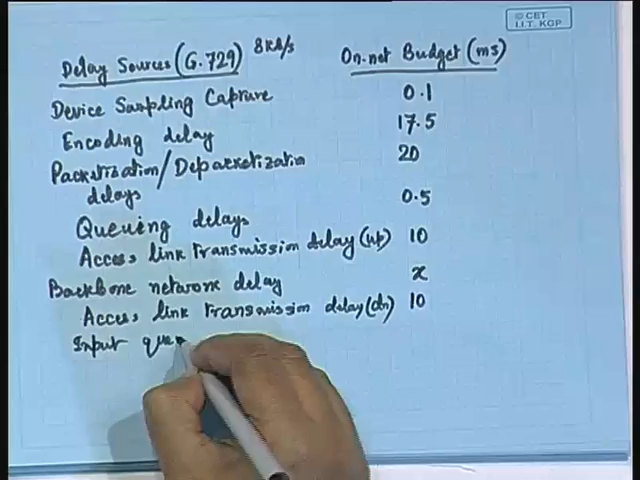 © CET
I.I.T. KGP
Delay Sources (G.729) 8kb/s On-net Budget (ms)
Device Sampling Capture 0.1
Encoding delay 17.5
Packetization/Depacketization 20
delays
0.5
Queuing delays
Access link transmission delay (up) 10
Backbone network delay x
Access link transmission delay (dn) 10
Input que